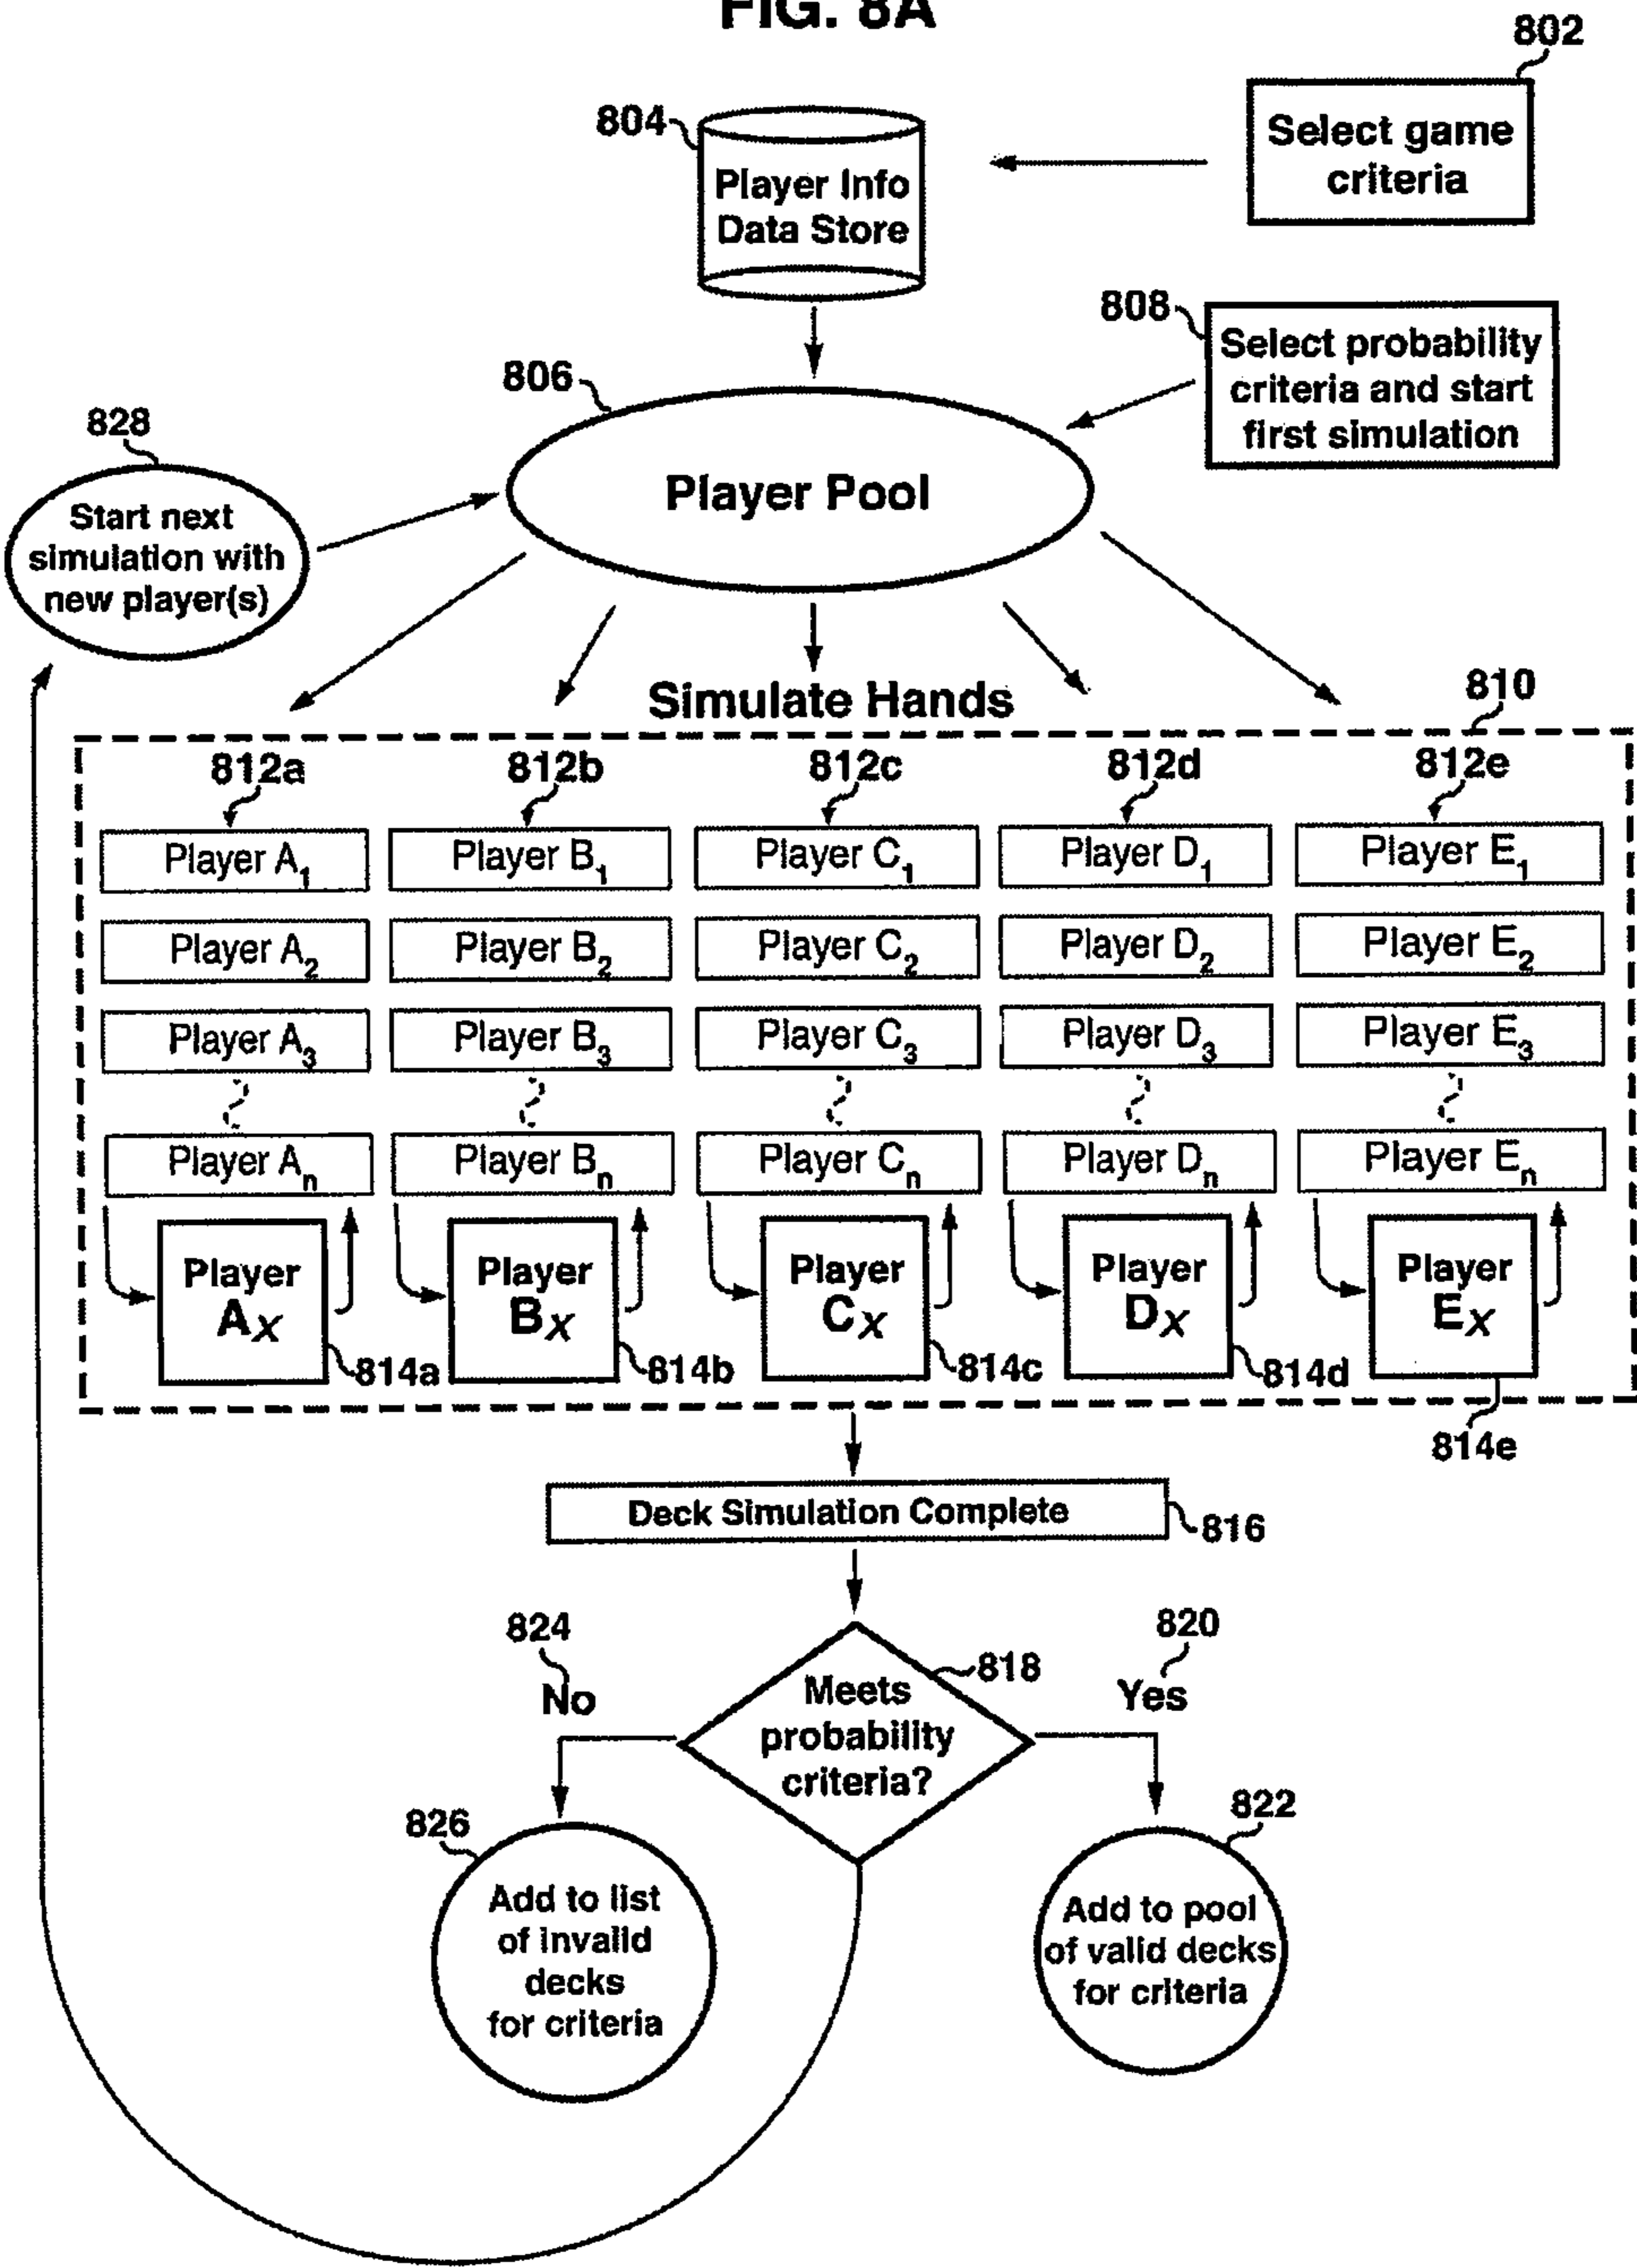 FIG. 8A
802
Select game
criteria
804
Player Info
Data Store
808
Select probability
criteria and start
first simulation
806
Player Pool
828
Start next
simulation with
new player(s)
Simulate Hands
810
812a 812b 812c 812d 812e
Player A1 Player B1 Player C1 Player D1 Player E1
Player A2 Player B2 Player C2 Player D2 Player E2
Player A3 Player B3 Player C3 Player D3 Player E3
Player An Player Bn Player Cn Player Dn Player En
Player Player Player Player Player
AX BX CX DX EX
814a 814b 814c 814d
814e
Deck Simulation Complete
816
824
No
818
Meets
probability
criteria?
820
Yes
826
Add to list
of invalid
decks
for criteria
822
Add to pool
of valid decks
for criteria